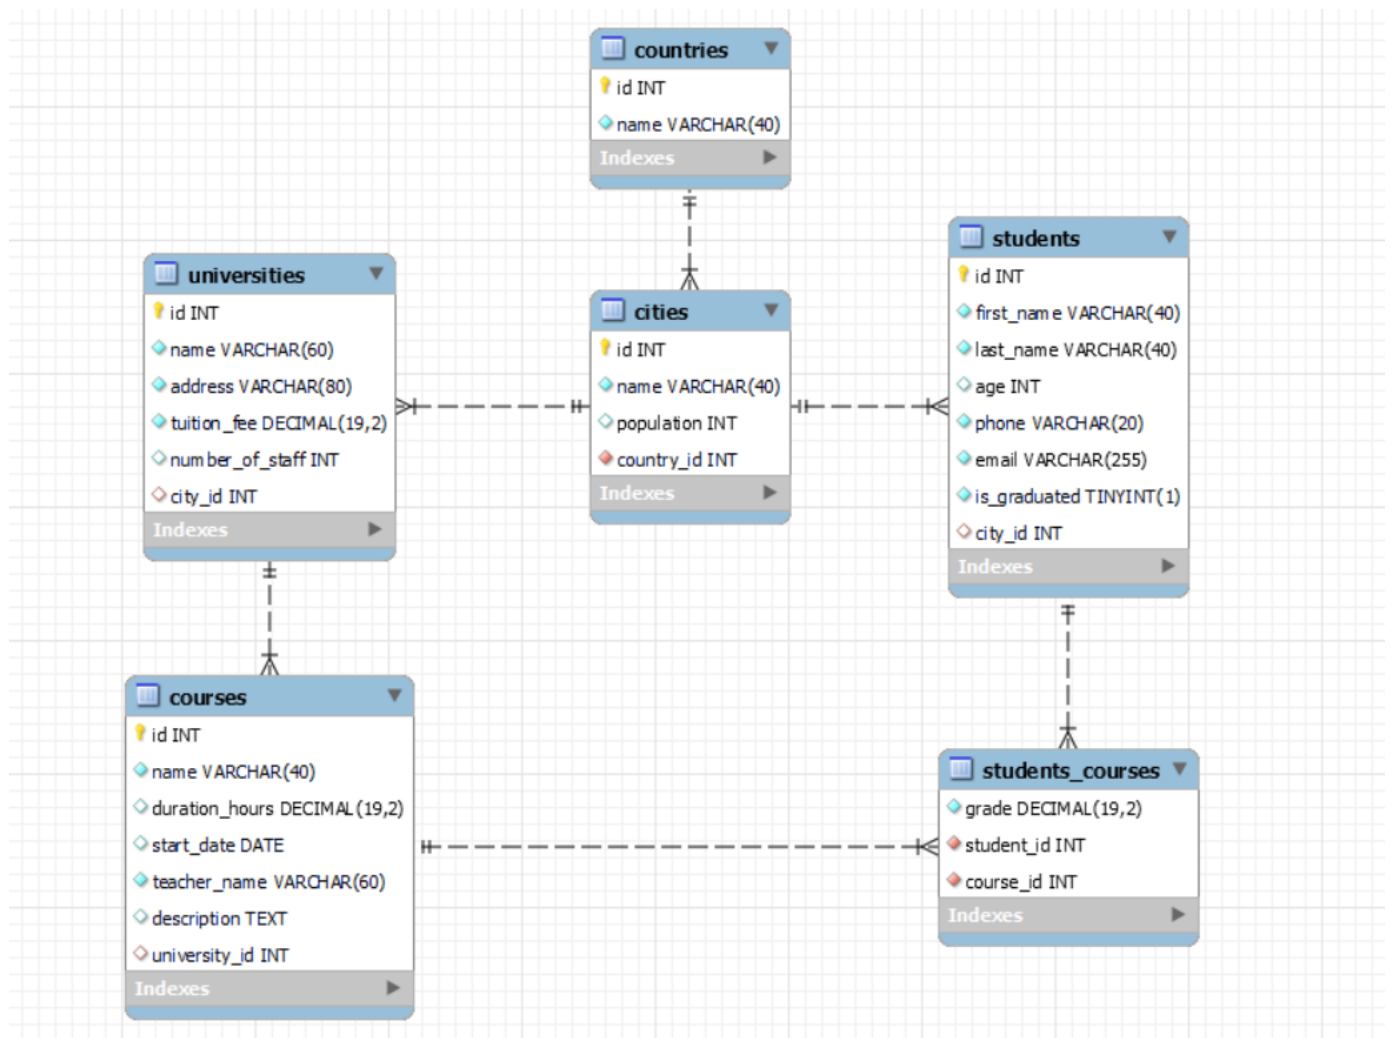 countries
id INT
name VARCHAR(40)
Indexes
students
id INT
first_name VARCHAR(40)
last_name VARCHAR(40)
age INT
phone VARCHAR(20)
email VARCHAR(255)
is_graduated TINYINT(1)
city_id INT
Indexes
universities
id INT
name VARCHAR(60)
address VARCHAR(80)
tuition_fee DECIMAL(19,2)
number_of_staff INT
city_id INT
Indexes
cities
id INT
name VARCHAR(40)
population INT
country_id INT
Indexes
courses
id INT
name VARCHAR(40)
duration_hours DECIMAL(19,2)
start_date DATE
teacher_name VARCHAR(60)
description TEXT
university_id INT
Indexes
students_courses
grade DECIMAL(19,2)
student_id INT
course_id INT
Indexes